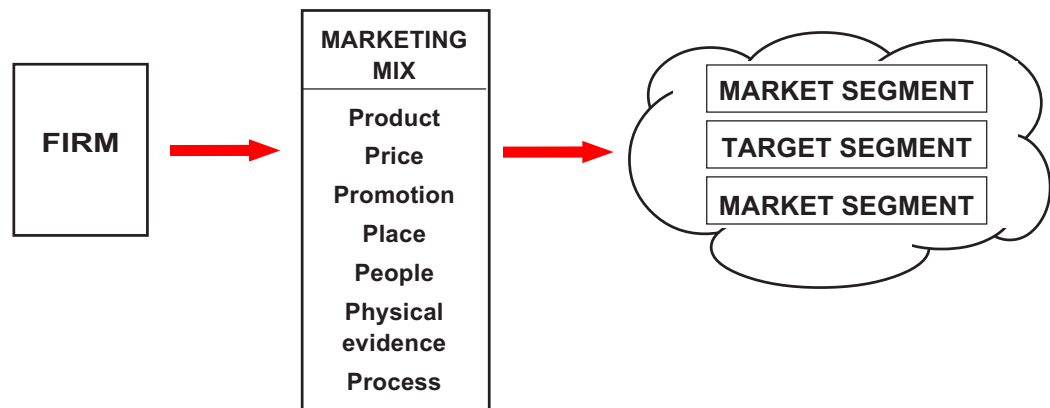 FIRM
MARKETING
MIX
Product
Price
Promotion
Place
People
Physical
evidence
Process
MARKET SEGMENT
TARGET SEGMENT
MARKET SEGMENT